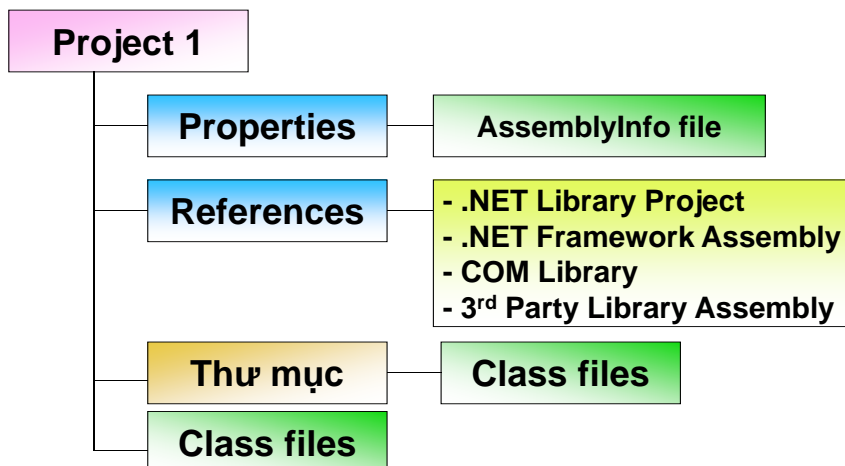 Project 1
Properties
AssemblyInfo file
References
- .NET Library Project
- .NET Framework Assembly
- COM Library
- 3rd Party Library Assembly
Thư mục
Class files
Class files